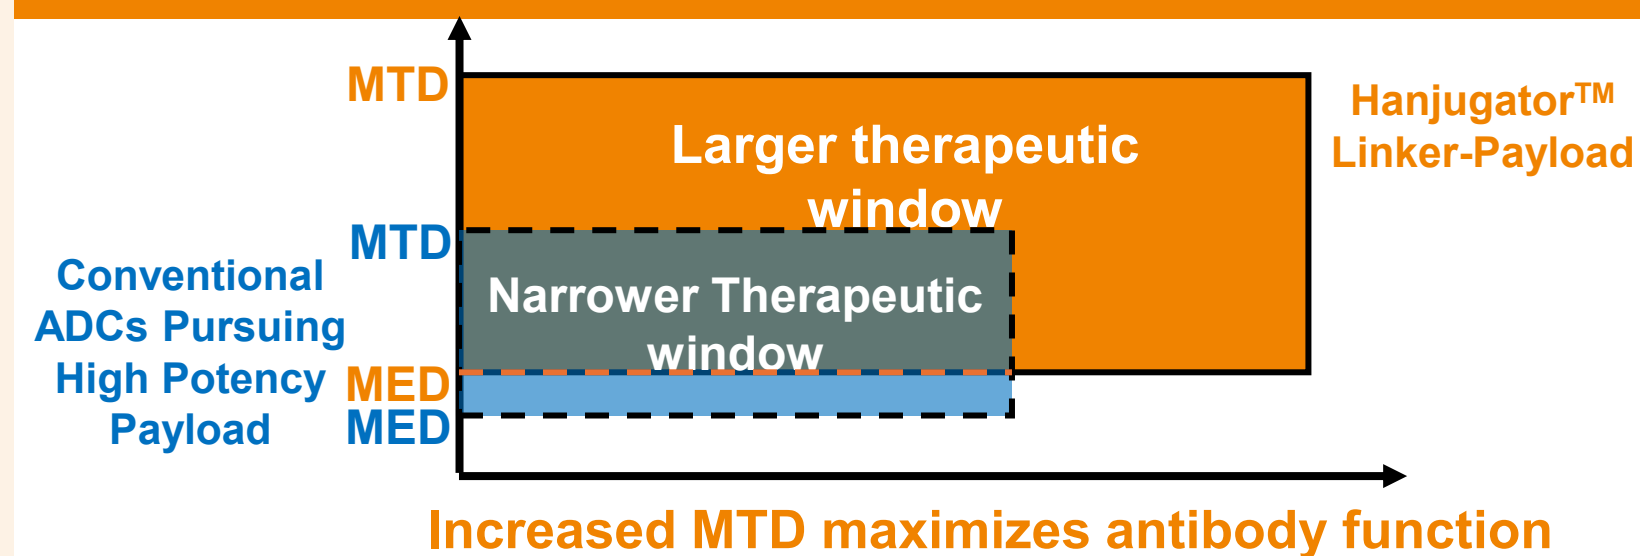 MTD
Larger therapeutic
window
Hanjugator™
Linker-Payload
MTD
Conventional
ADCs Pursuing
High Potency
Payload
Narrower Therapeutic
window
MED
MED
Increased MTD maximizes antibody function